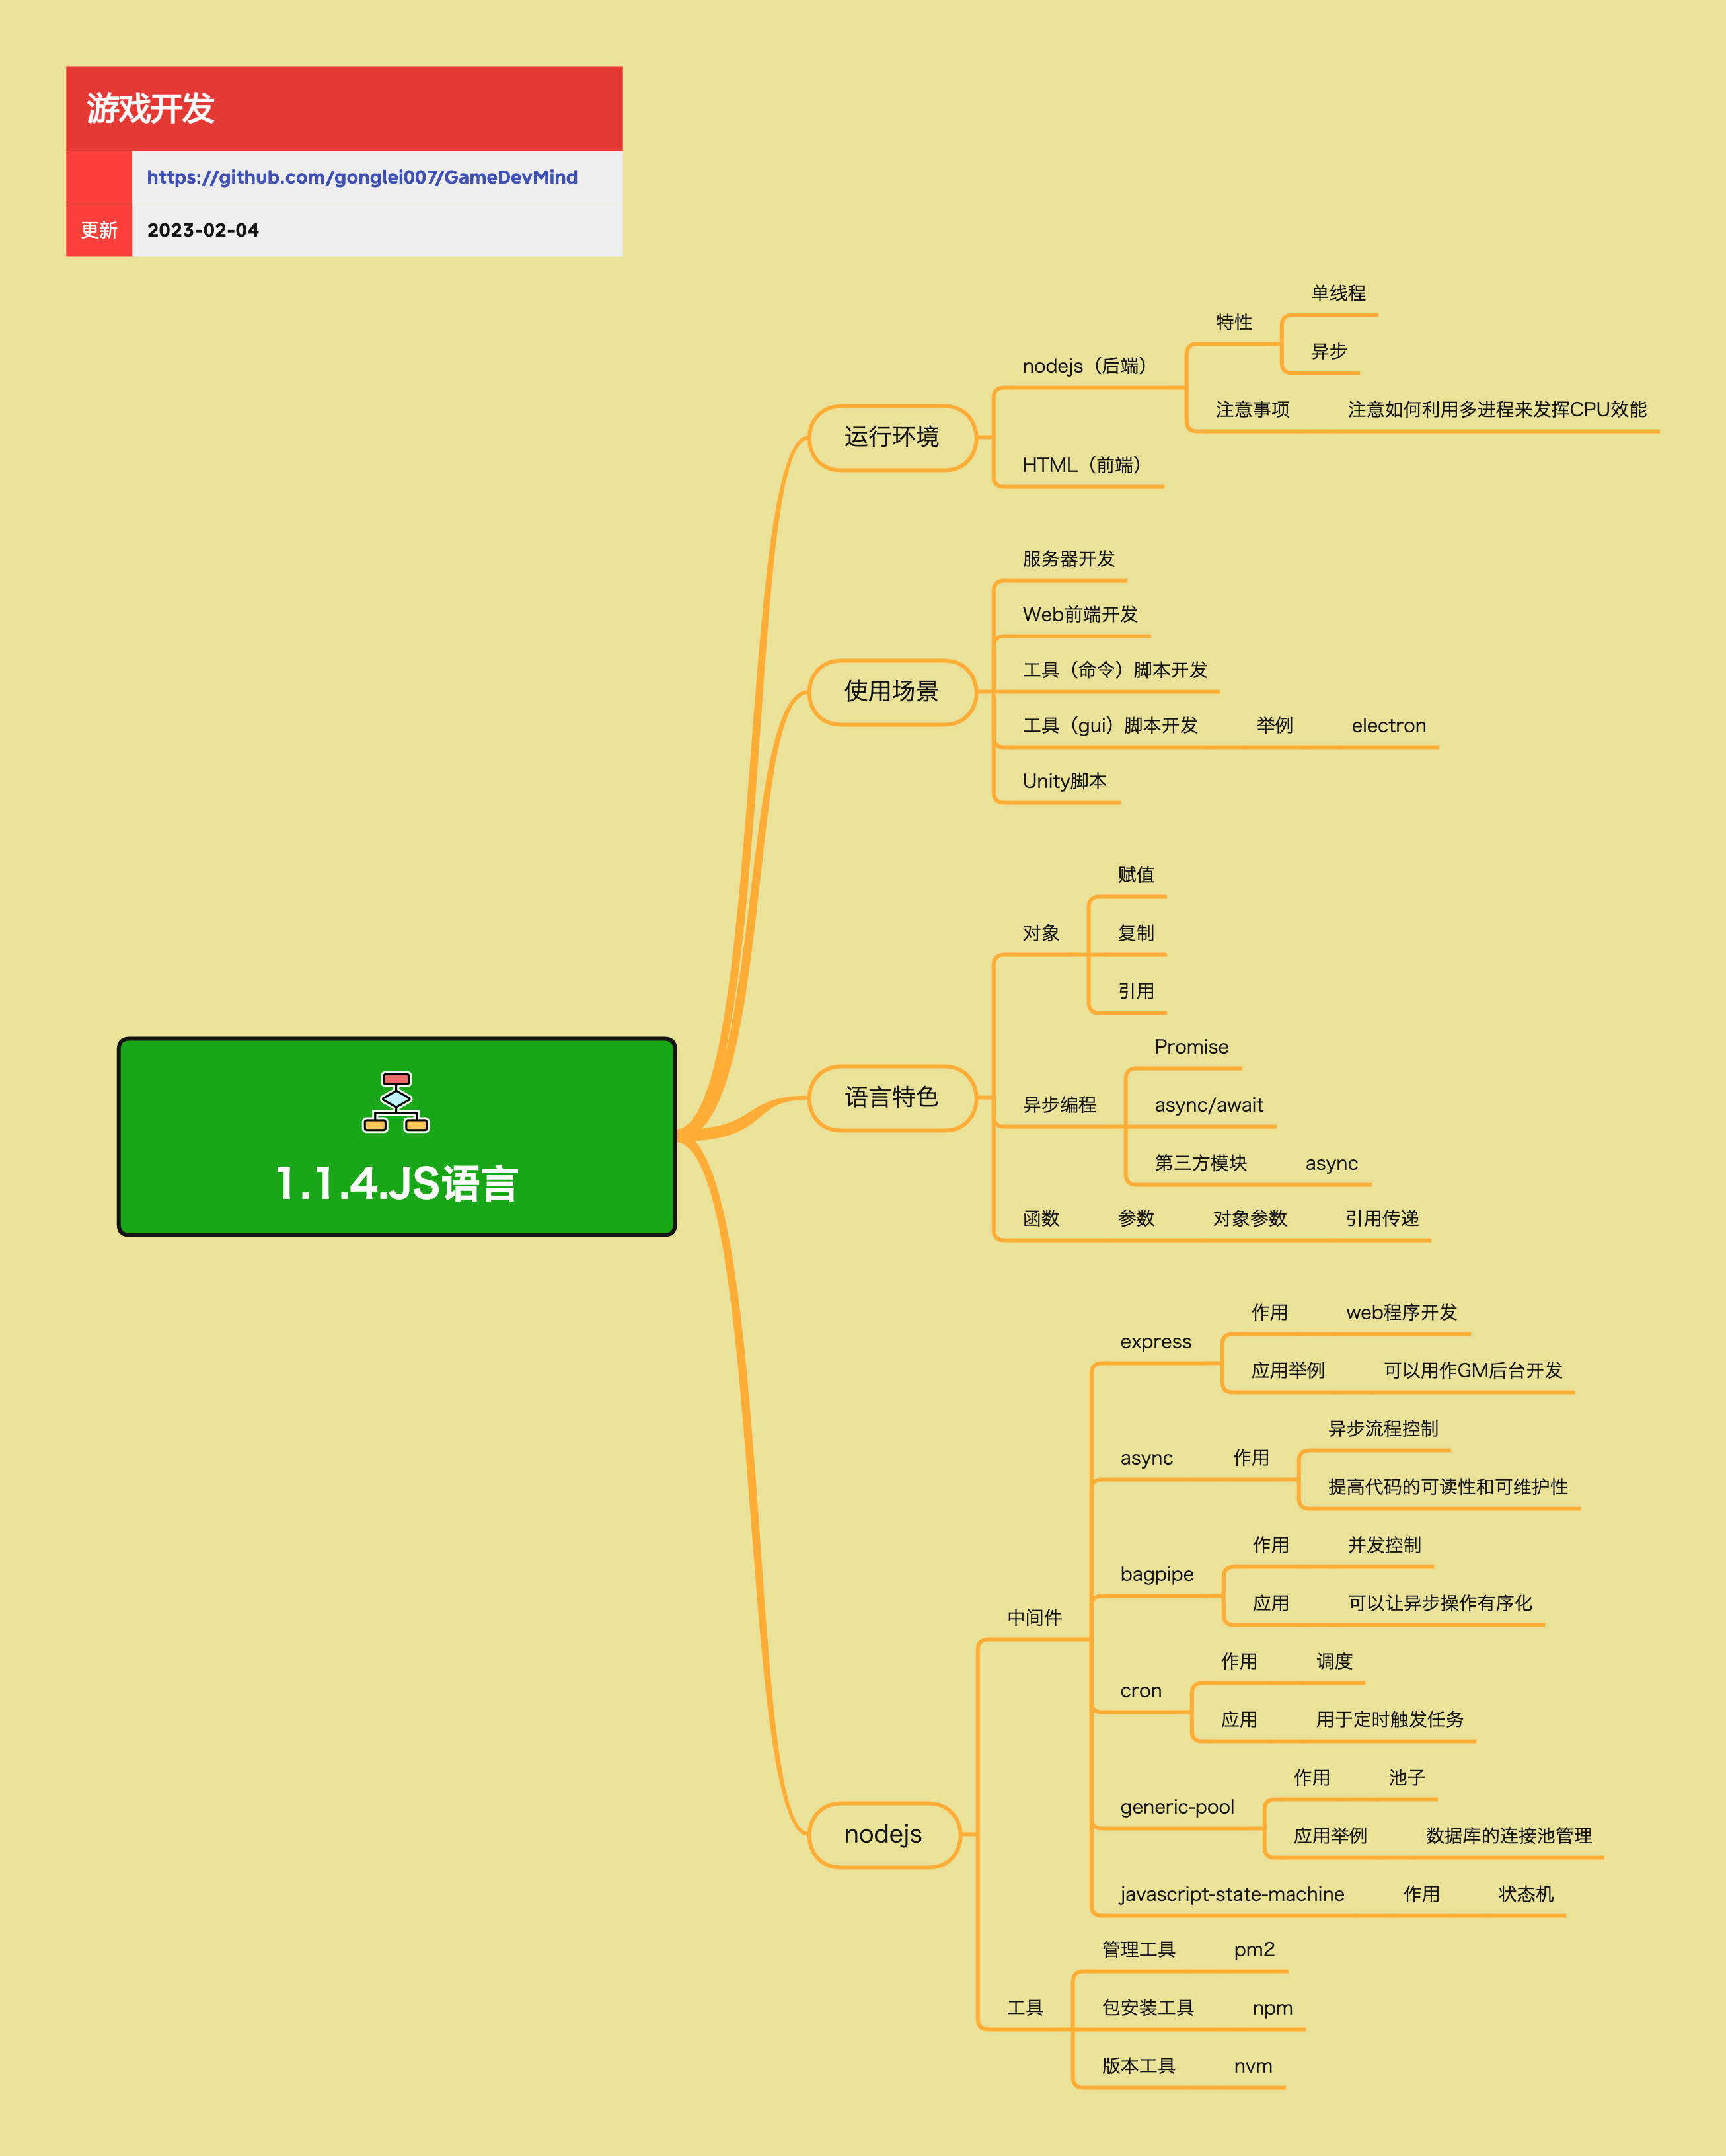 游戏开发
https://github.com/gonglei007/GameDevMind
更新 2023-02-04
1.1.4.JS语言
运行环境
nodejs（后端）
特性
单线程
异步
注意事项 注意如何利用多进程来发挥CPU效能
HTML（前端）
使用场景
服务器开发
Web前端开发
工具（命令）脚本开发
工具（gui）脚本开发 举例 electron
Unity脚本
语言特色
对象
赋值
复制
引用
异步编程
Promise
async/await
第三方模块 async
函数 参数 对象参数 引用传递
nodejs
中间件
express
作用 web程序开发
应用举例 可以用作GM后台开发
async 作用
异步流程控制
提高代码的可读性和可维护性
bagpipe
作用 并发控制
应用 可以让异步操作有序化
cron
作用 调度
应用 用于定时触发任务
generic-pool
作用 池子
应用举例 数据库的连接池管理
javascript-state-machine 作用 状态机
工具
管理工具 pm2
包安装工具 npm
版本工具 nvm